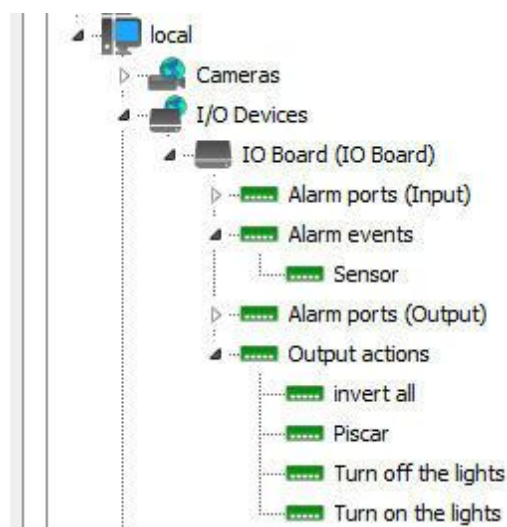 local
Cameras
I/O Devices
IO Board (IO Board)
Alarm ports (Input)
Alarm events
Sensor
Alarm ports (Output)
Output actions
invert all
Piscar
Turn off the lights
Turn on the lights